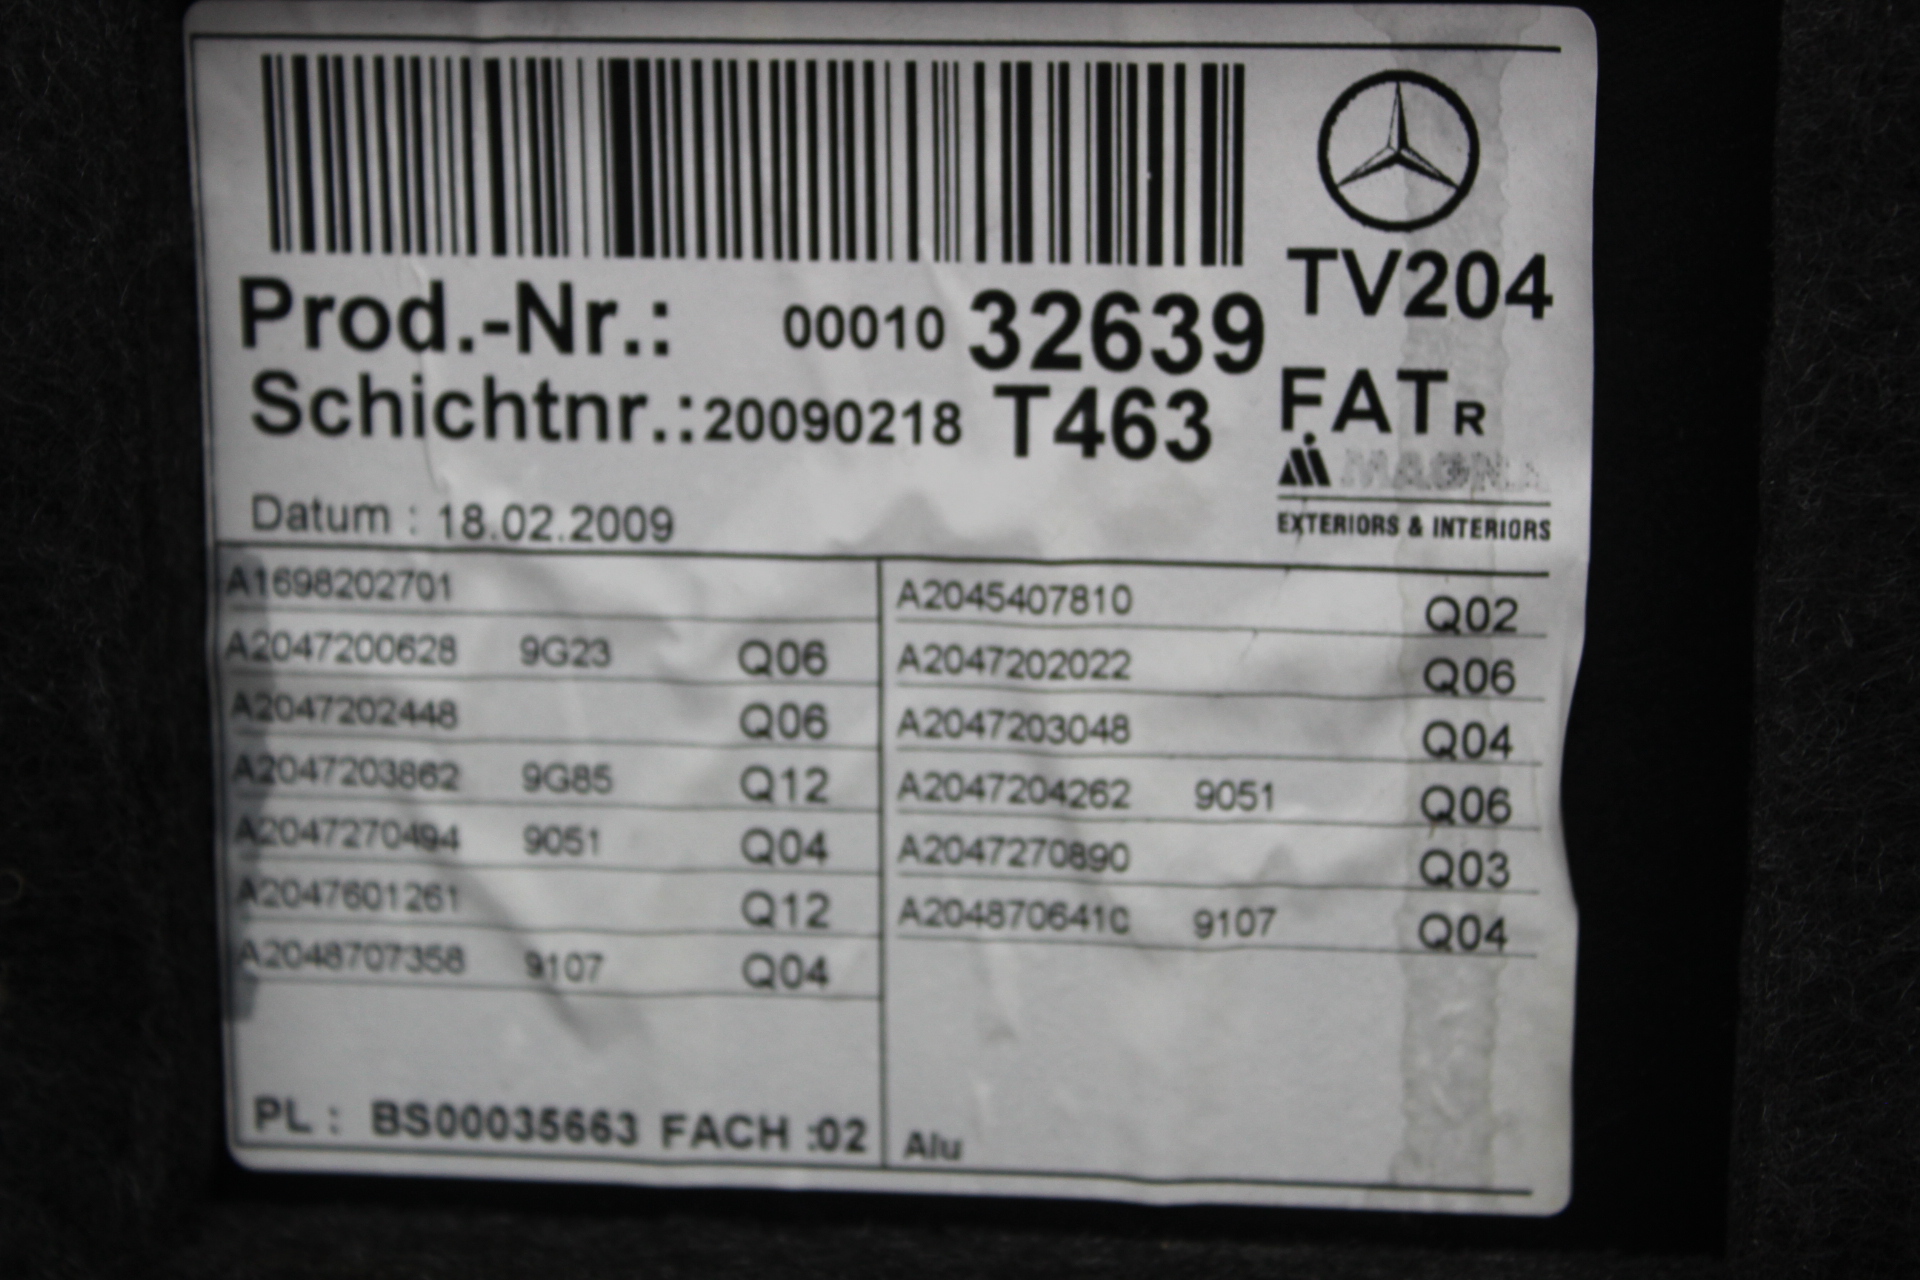 TV204
Prod.-Nr.: 00010 32639
Schichtnr.:20090218 T463
FATR
MAGNA
EXTERIORS & INTERIORS
Datum : 18.02.2009
A1698202701
A2047200628 9G23 Q06
A2047202448 Q06
A2047203862 9G85 Q12
A2047270494 9051 Q04
A2047601261 Q12
A2048707358 9107 Q04
PL : BS00035663 FACH :02
A2045407810 Q02
A2047202022 Q06
A2047203048 Q04
A2047204262 9051 Q06
A2047270890 Q03
A2048706410 9107 Q04
Alu